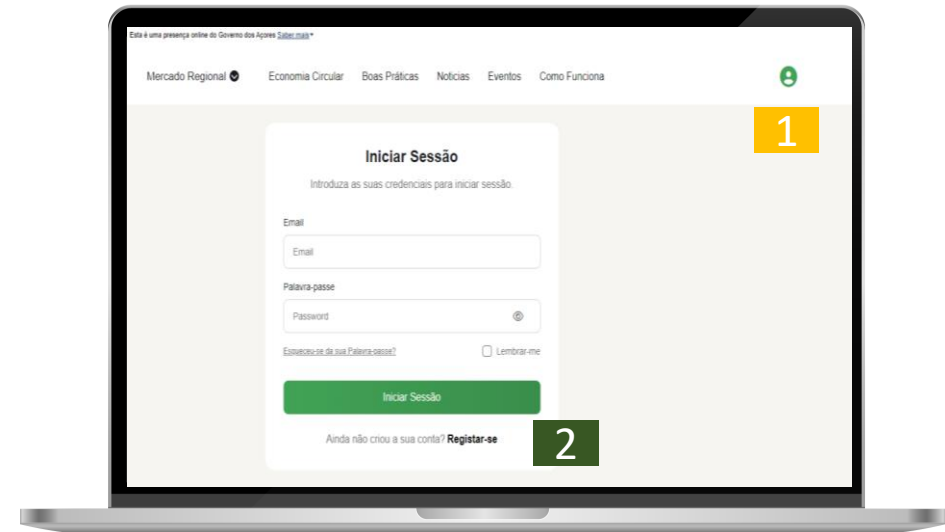 Esta é uma presença online do Governo dos Açores Saber mais
Mercado Regional Economia Circular Boas Práticas Noticias Eventos Como Funciona
1
Iniciar Sessão
Introduza as suas credenciais para iniciar sessão.
Email
Email
Palavra-passe
Password
Esqueceu-se da sua Palavra-passe? Lembrar-me
Iniciar Sessão
Ainda não criou a sua conta? Registar-se
2